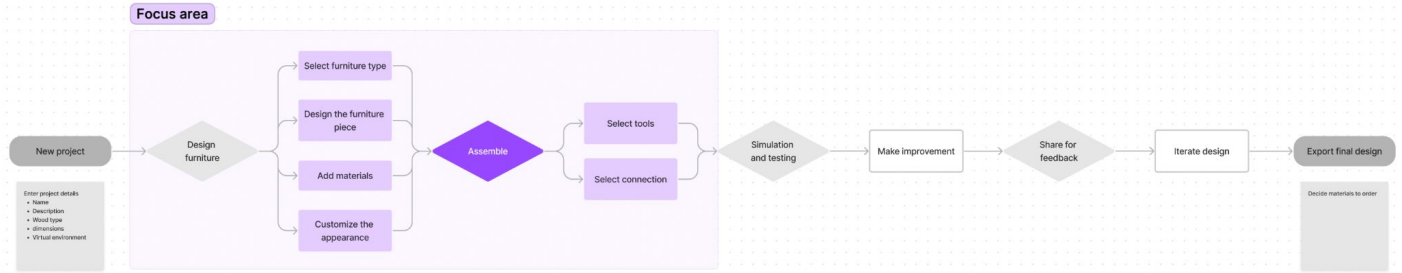 Focus area
New project
Enter project details
• Name
• Description
• Wood type
• dimensions
• Virtual environment
Design
furniture
Select furniture type
Design the furniture
piece
Add materials
Customize the
appearance
Assemble
Select tools
Select connection
Simulation
and testing
Make improvement
Share for
feedback
Iterate design
Export final design
Decide materials to order